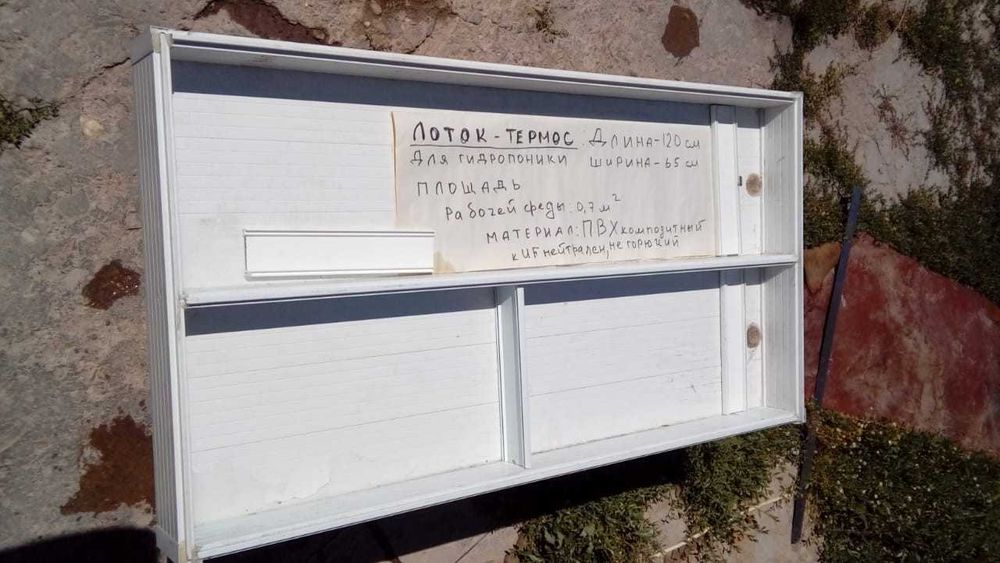 ЛОТОК - ТЕРМОС. ДЛИНА-120 см
Для гидропоники ШИРИНА-65 см
ПЛОЩАДЬ
Рабочей среды: 0,7 м²
МАТЕРИАЛ: ПВХ композитный
к И Б нейтрален, не горючий